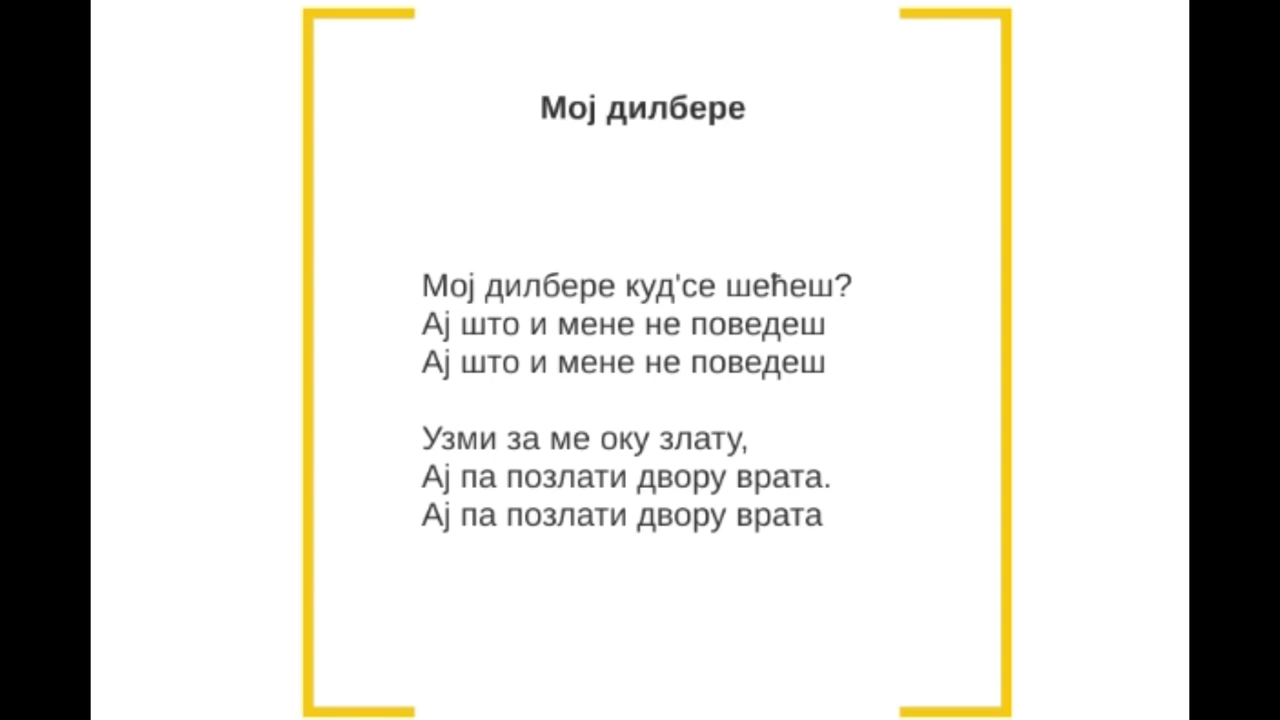 Мој дилбере
Мој дилбере куд'се шећеш?
Ај што и мене не поведеш
Ај што и мене не поведеш
Узми за ме оку злату,
Ај па позлати двору врата.
Ај па позлати двору врата